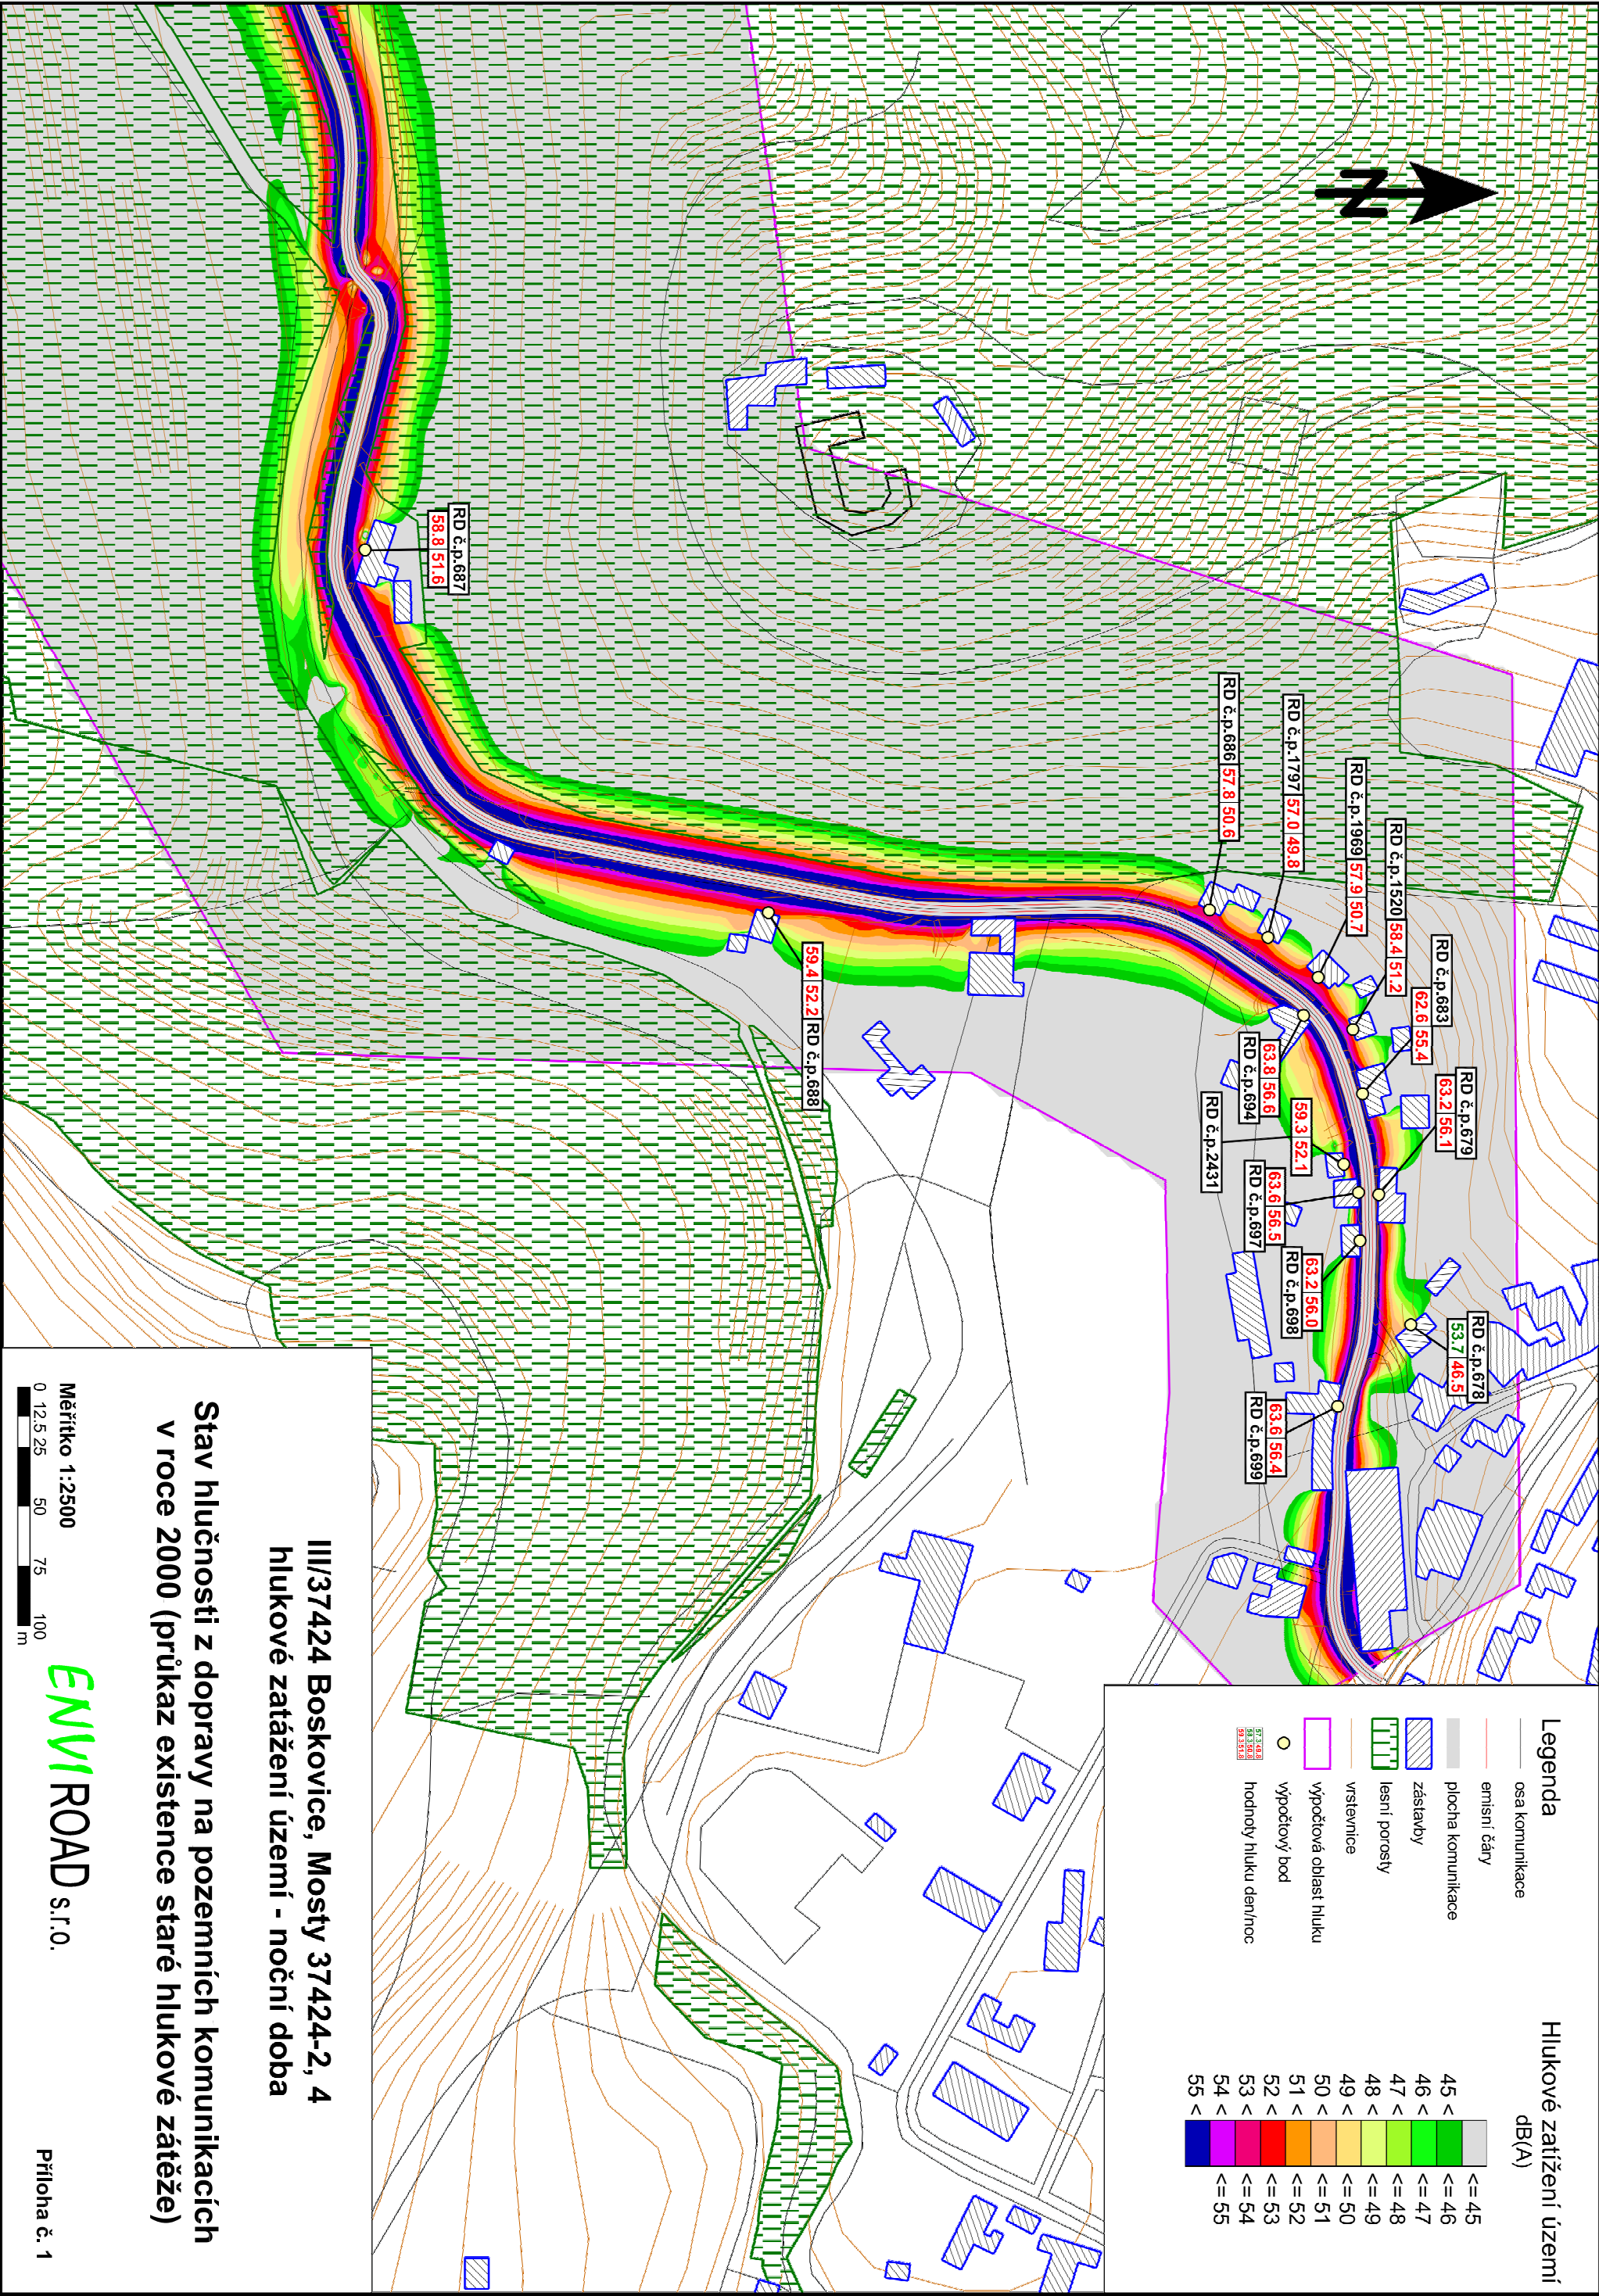 RD č.p.687
58.8 51.6
RD č.p.686 57.8 50.6
RD č.p.1797 57.0 49.8
RD č.p.1969 57.9 50.7
RD č.p.1520 58.4 51.2
RD č.p.683
62.6 55.4
RD č.p.679
63.2 56.1
RD č.p.678
53.7 46.5
59.4 52.2 RD č.p.688
63.8 56.6
RD č.p.694
59.3 52.1
RD č.p.2431
63.6 56.5
RD č.p.697
63.2 56.0
RD č.p.698
63.6 56.4
RD č.p.699
N
Legenda
osa komunikace
emisní čáry
plocha komunikace
zástavby
lesní porosty
vrstevnice
výpočtová oblast hluku
výpočtový bod
hodnoty hluku den/noc
Hlukové zatížení území
dB(A)
<=45
45 < <=46
46 < <=47
47 < <=48
48 < <=49
49 < <=50
50 < <=51
51 < <=52
52 < <=53
53 < <=54
54 < <=55
55 <
III/37424 Boskovice, Mosty 37424-2, 4
hlukové zatážení území - noční doba
Stav hlučnosti z dopravy na pozemních komunikacích
v roce 2000 (průkaz existence staré hlukové zátěže)
Měřítko 1:2500
0 12.5 25 50 75 100
m
ENVIROAD s.r.o.
Příloha č. 1